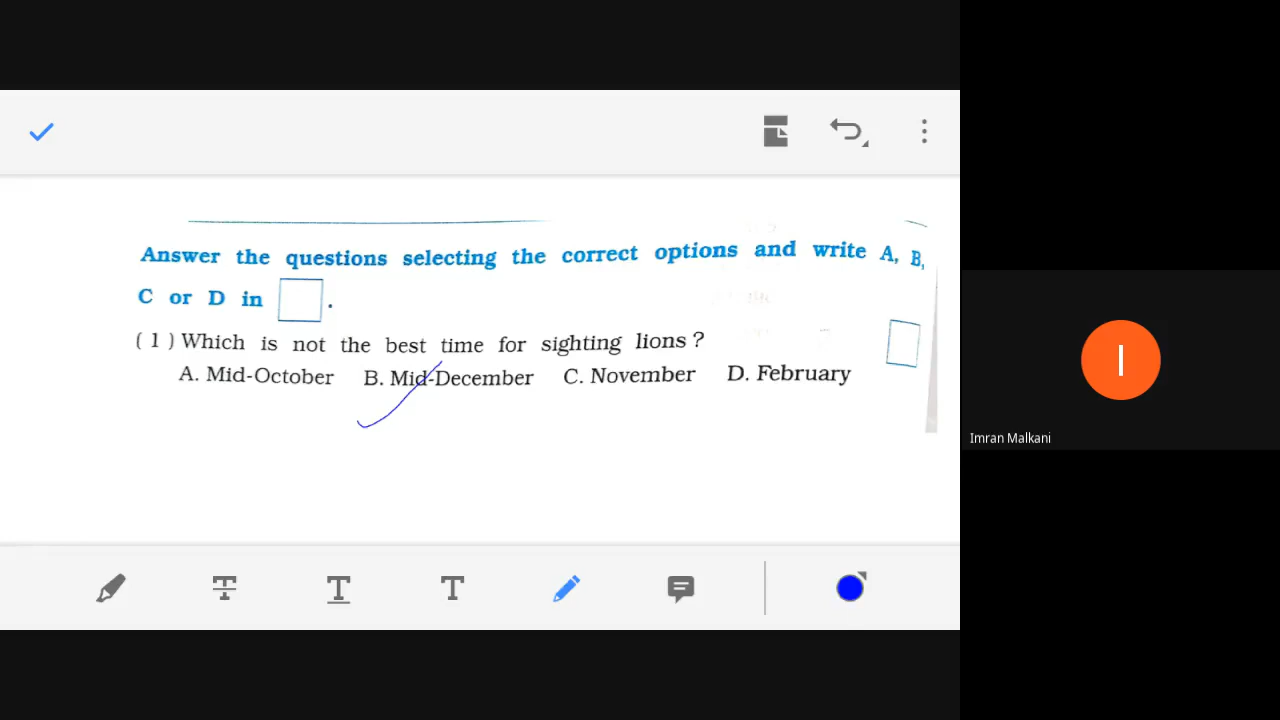 Answer the questions selecting the correct options and write A, B,
C or D in .
( 1 ) Which is not the best time for sighting lions ?
A. Mid-October B. Mid-December C. November D. February
T T T
I
Imran Malkani